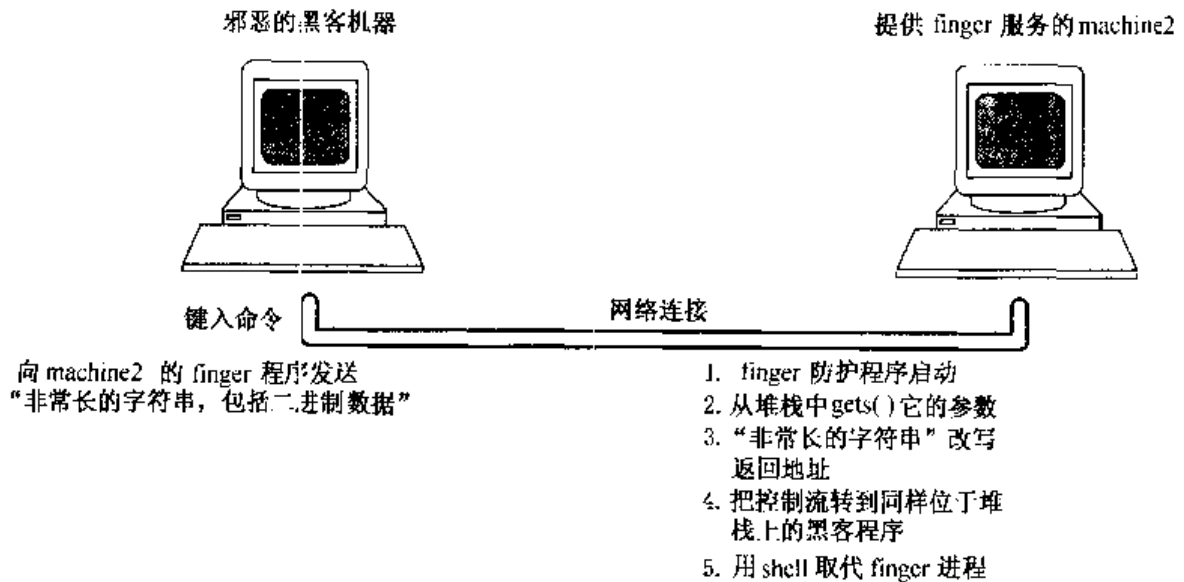 邪恶的黑客机器
提供 finger 服务的machine2
键入命令
网络连接
向 machine2 的 finger 程序发送
“非常长的字符串，包括二进制数据”
1. finger 防护程序启动
2. 从堆栈中gets( )它的参数
3. “非常长的字符串”改写
返回地址
4. 把控制流转到同样位于堆
栈上的黑客程序
5. 用 shell 取代 finger 进程